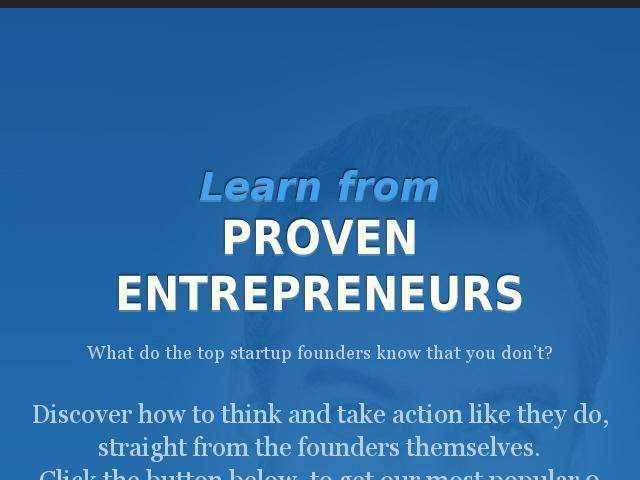 Learn from
PROVEN
ENTREPRENEURS
What do the top startup founders know that you don't?
Discover how to think and take action like they do,
straight from the founders themselves.
Click the button below, to get our most popular 9